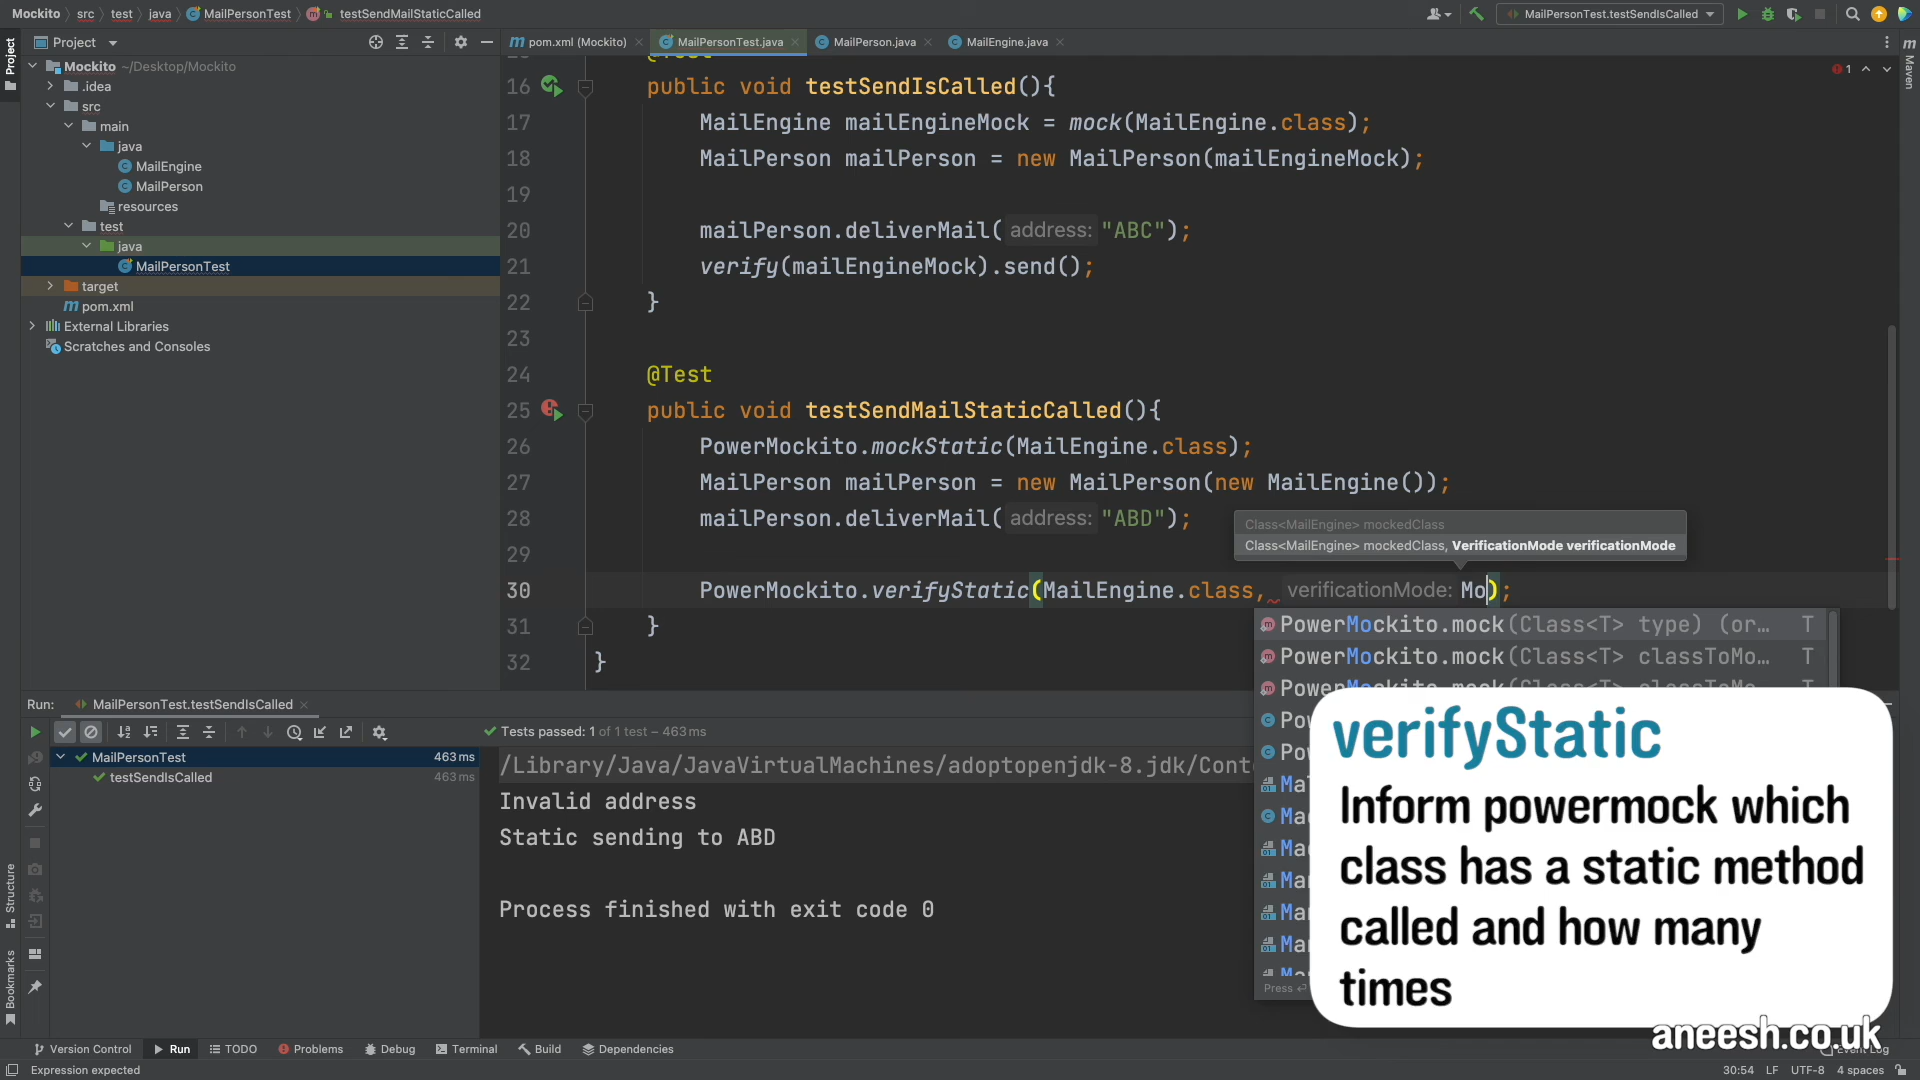 Mockito src test java MailPersonTest testSendMailStaticCalled
MailPersonTest.testSendIsCalled
Project
pom.xml (Mockito) MailPersonTest.java MailPerson.java MailEngine.java
Project
Maven
Mockito ~/Desktop/Mockito
.idea
src
main
java
MailEngine
MailPerson
resources
test
java
MailPersonTest
target
pom.xml
External Libraries
Scratches and Consoles
1
16 public void testSendIsCalled(){
17 MailEngine mailEngineMock = mock(MailEngine.class);
18 MailPerson mailPerson = new MailPerson(mailEngineMock);
19
20 mailPerson.deliverMail( address: "ABC");
21 verify(mailEngineMock).send();
22 }
23
24 @Test
25 public void testSendMailStaticCalled(){
26 PowerMockito.mockStatic(MailEngine.class);
27 MailPerson mailPerson = new MailPerson(new MailEngine());
28 mailPerson.deliverMail( address: "ABD");
29
Class<MailEngine> mockedClass
Class<MailEngine> mockedClass, VerificationMode verificationMode
30 PowerMockito.verifyStatic(MailEngine.class, verificationMode: Mo);
31 }
32 }
PowerMockito.mock(Class<T> type) (or… T
PowerMockito.mock(Class<T> classToMo… T
Press
verifyStatic
Inform powermock which
class has a static method
called and how many
times
aneesh.co.uk
Run: MailPersonTest.testSendIsCalled
Tests passed: 1 of 1 test – 463 ms
MailPersonTest 463 ms
testSendIsCalled 463 ms
/Library/Java/JavaVirtualMachines/adoptopenjdk-8.jdk/Cont
Invalid address
Static sending to ABD
Process finished with exit code 0
Structure
Bookmarks
Version Control Run TODO Problems Debug Terminal Build Dependencies Event Log
Expression expected
30:54 LF UTF-8 4 spaces